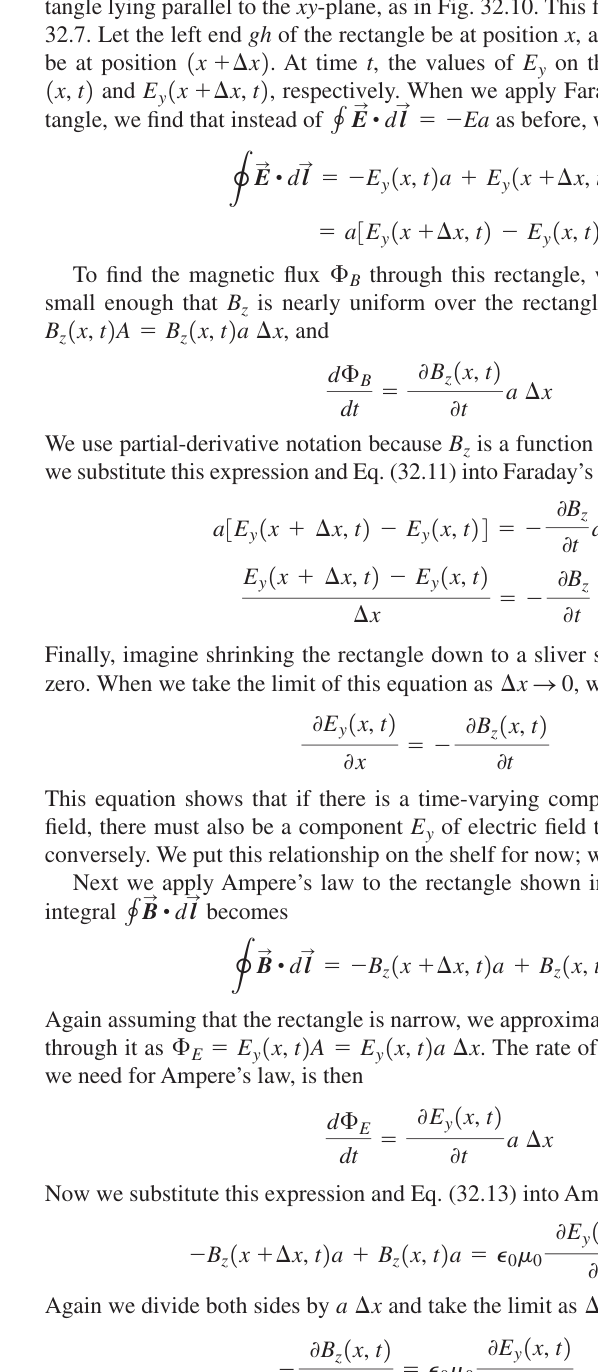 tangle lying parallel to the xy-plane, as in Fig. 32.10. This f
32.7. Let the left end gh of the rectangle be at position x, a
be at position (x + Δx). At time t, the values of E_y on th
(x, t) and E_y(x + Δx, t), respectively. When we apply Fara
tangle, we find that instead of ∮ E⃗ • dl⃗ = −Ea as before, w
∮ E⃗ • dl⃗ = −E_y(x, t)a + E_y(x + Δx,
= a[E_y(x + Δx, t) − E_y(x, t)
To find the magnetic flux Φ_B through this rectangle, w
small enough that B_z is nearly uniform over the rectangl
B_z(x, t)A = B_z(x, t)a Δx, and
dΦ_B/dt = ∂B_z(x, t)/∂t a Δx
We use partial-derivative notation because B_z is a function
we substitute this expression and Eq. (32.11) into Faraday's
a[E_y(x + Δx, t) − E_y(x, t)] = −∂B_z/∂t
(E_y(x + Δx, t) − E_y(x, t))/Δx = −∂B_z/∂t
Finally, imagine shrinking the rectangle down to a sliver s
zero. When we take the limit of this equation as Δx → 0, w
∂E_y(x, t)/∂x = −∂B_z(x, t)/∂t
This equation shows that if there is a time-varying comp
field, there must also be a component E_y of electric field t
conversely. We put this relationship on the shelf for now; w
Next we apply Ampere's law to the rectangle shown in
integral ∮ B⃗ • dl⃗ becomes
∮ B⃗ • dl⃗ = −B_z(x + Δx, t)a + B_z(x, t
Again assuming that the rectangle is narrow, we approxima
through it as Φ_E = E_y(x, t)A = E_y(x, t)a Δx. The rate of
we need for Ampere's law, is then
dΦ_E/dt = ∂E_y(x, t)/∂t a Δx
Now we substitute this expression and Eq. (32.13) into Am
−B_z(x + Δx, t)a + B_z(x, t)a = ϵ₀μ₀ ∂E_y(/∂
Again we divide both sides by a Δx and take the limit as Δ
− ∂B_z(x, t) = ϵ₀μ₀ ∂E_y(x, t)